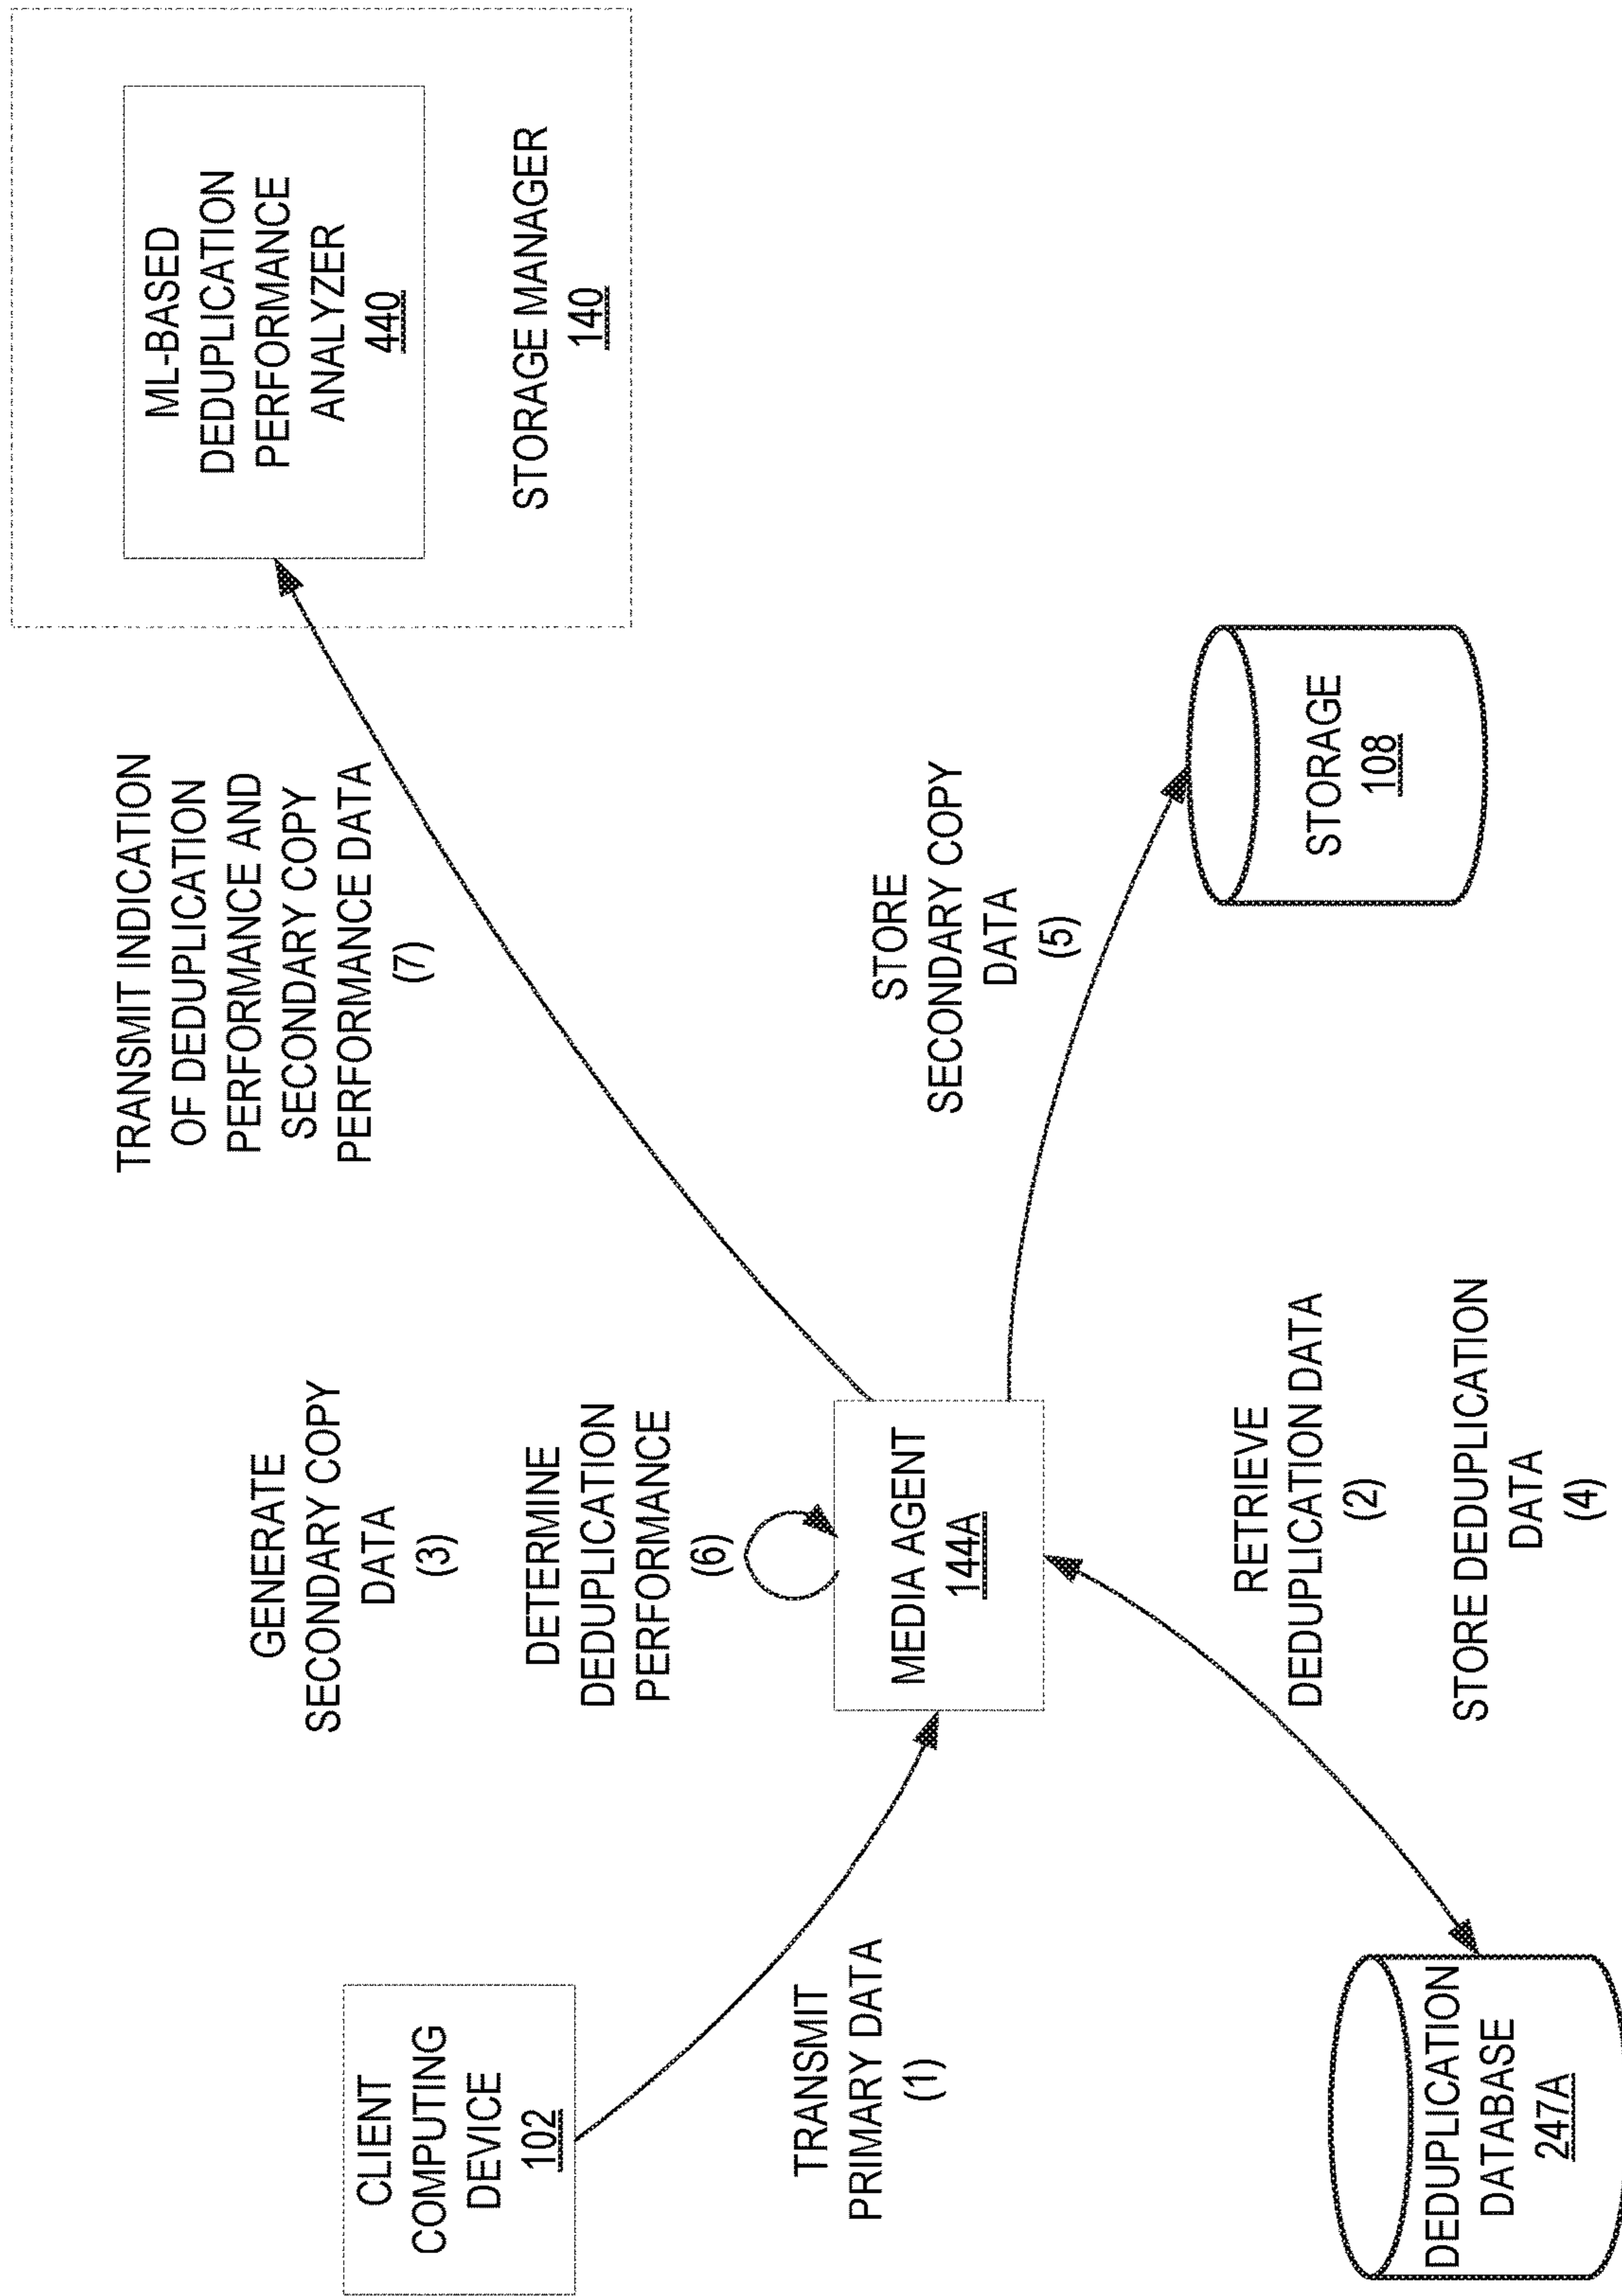 CLIENT
COMPUTING
DEVICE
102
TRANSMIT
PRIMARY DATA
(1)
DEDUPLICATION
DATABASE
247A
GENERATE
SECONDARY COPY
DATA
(3)
DETERMINE
DEDUPLICATION
PERFORMANCE
(6)
MEDIA AGENT
144A
RETRIEVE
DEDUPLICATION DATA
(2)
STORE DEDUPLICATION
DATA
(4)
TRANSMIT INDICATION
OF DEDUPLICATION
PERFORMANCE AND
SECONDARY COPY
PERFORMANCE DATA
(7)
STORE
SECONDARY COPY
DATA
(5)
ML-BASED
DEDUPLICATION
PERFORMANCE
ANALYZER
440
STORAGE MANAGER
140
STORAGE
108